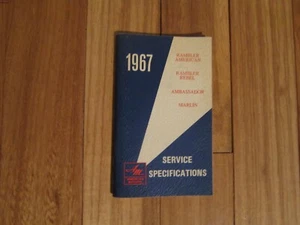 1967
RAMBLER
AMERICAN
RAMBLER
REBEL
AMBASSADOR
MARLIN
SERVICE
SPECIFICATIONS